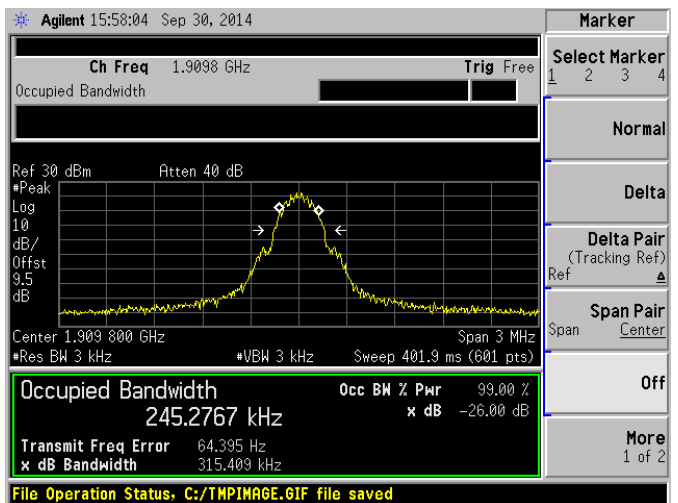 Agilent 15:58:04 Sep 30, 2014
Marker
Ch Freq 1.9098 GHz Trig Free
Occupied Bandwidth
Select Marker
1 2 3 4
Normal
Delta
Delta Pair
(Tracking Ref)
Ref Δ
Span Pair
Span Center
Off
More
1 of 2
Ref 30 dBm Atten 40 dB
#Peak
Log
10
dB/
Offst
9.5
dB
Center 1.909 800 GHz Span 3 MHz
#Res BW 3 kHz #VBW 3 kHz Sweep 401.9 ms (601 pts)
Occupied Bandwidth Occ BW % Pwr 99.00 %
245.2767 kHz x dB -26.00 dB
Transmit Freq Error 64.395 Hz
x dB Bandwidth 315.409 kHz
File Operation Status, C:/TMPIMAGE.GIF file saved